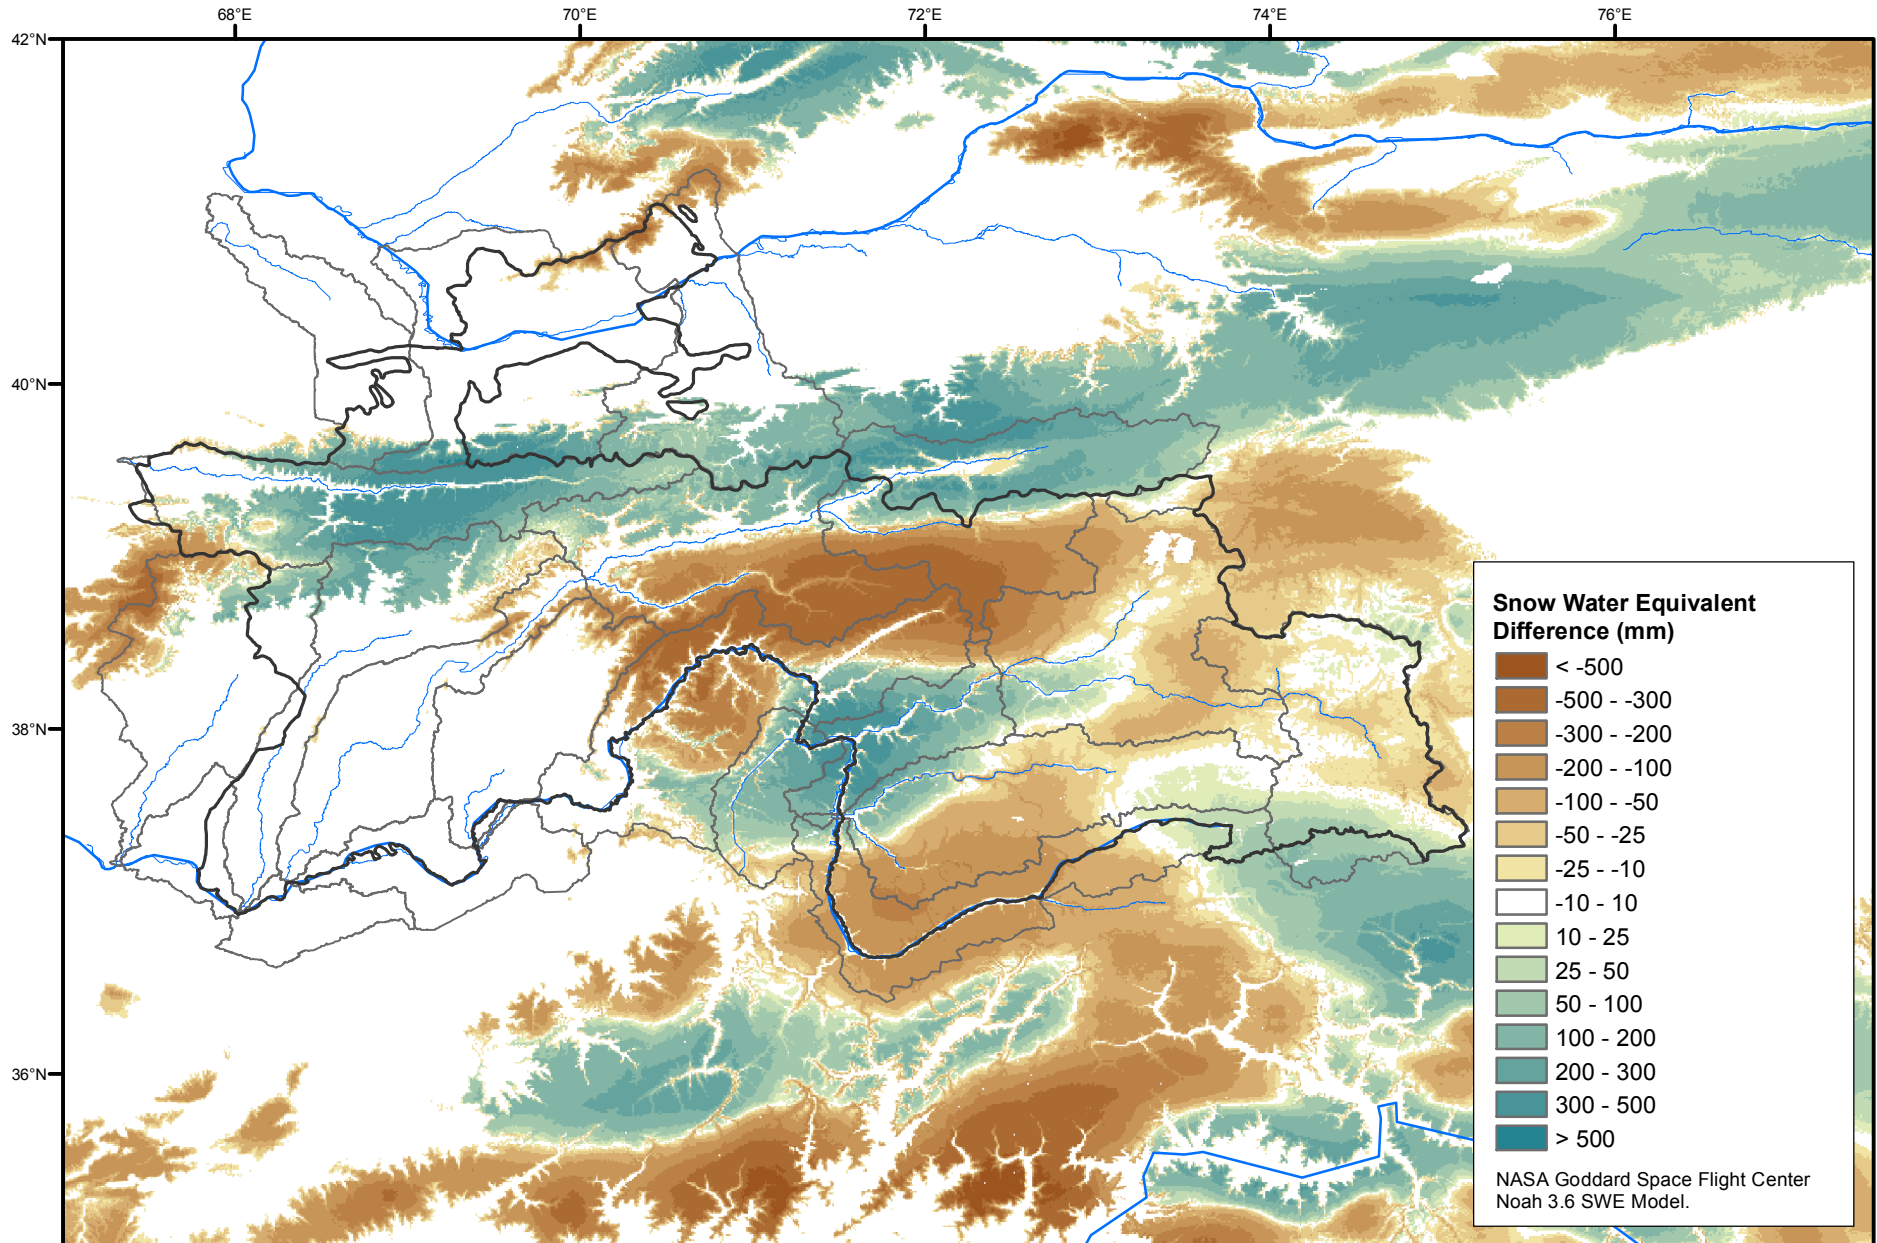 68°E
70°E
72°E
74°E
76°E
42°N
40°N
38°N
36°N
Snow Water Equivalent
Difference (mm)
< -500
-500 - -300
-300 - -200
-200 - -100
-100 - -50
-50 - -25
-25 - -10
-10 - 10
10 - 25
25 - 50
50 - 100
100 - 200
200 - 300
300 - 500
> 500
NASA Goddard Space Flight Center
Noah 3.6 SWE Model.